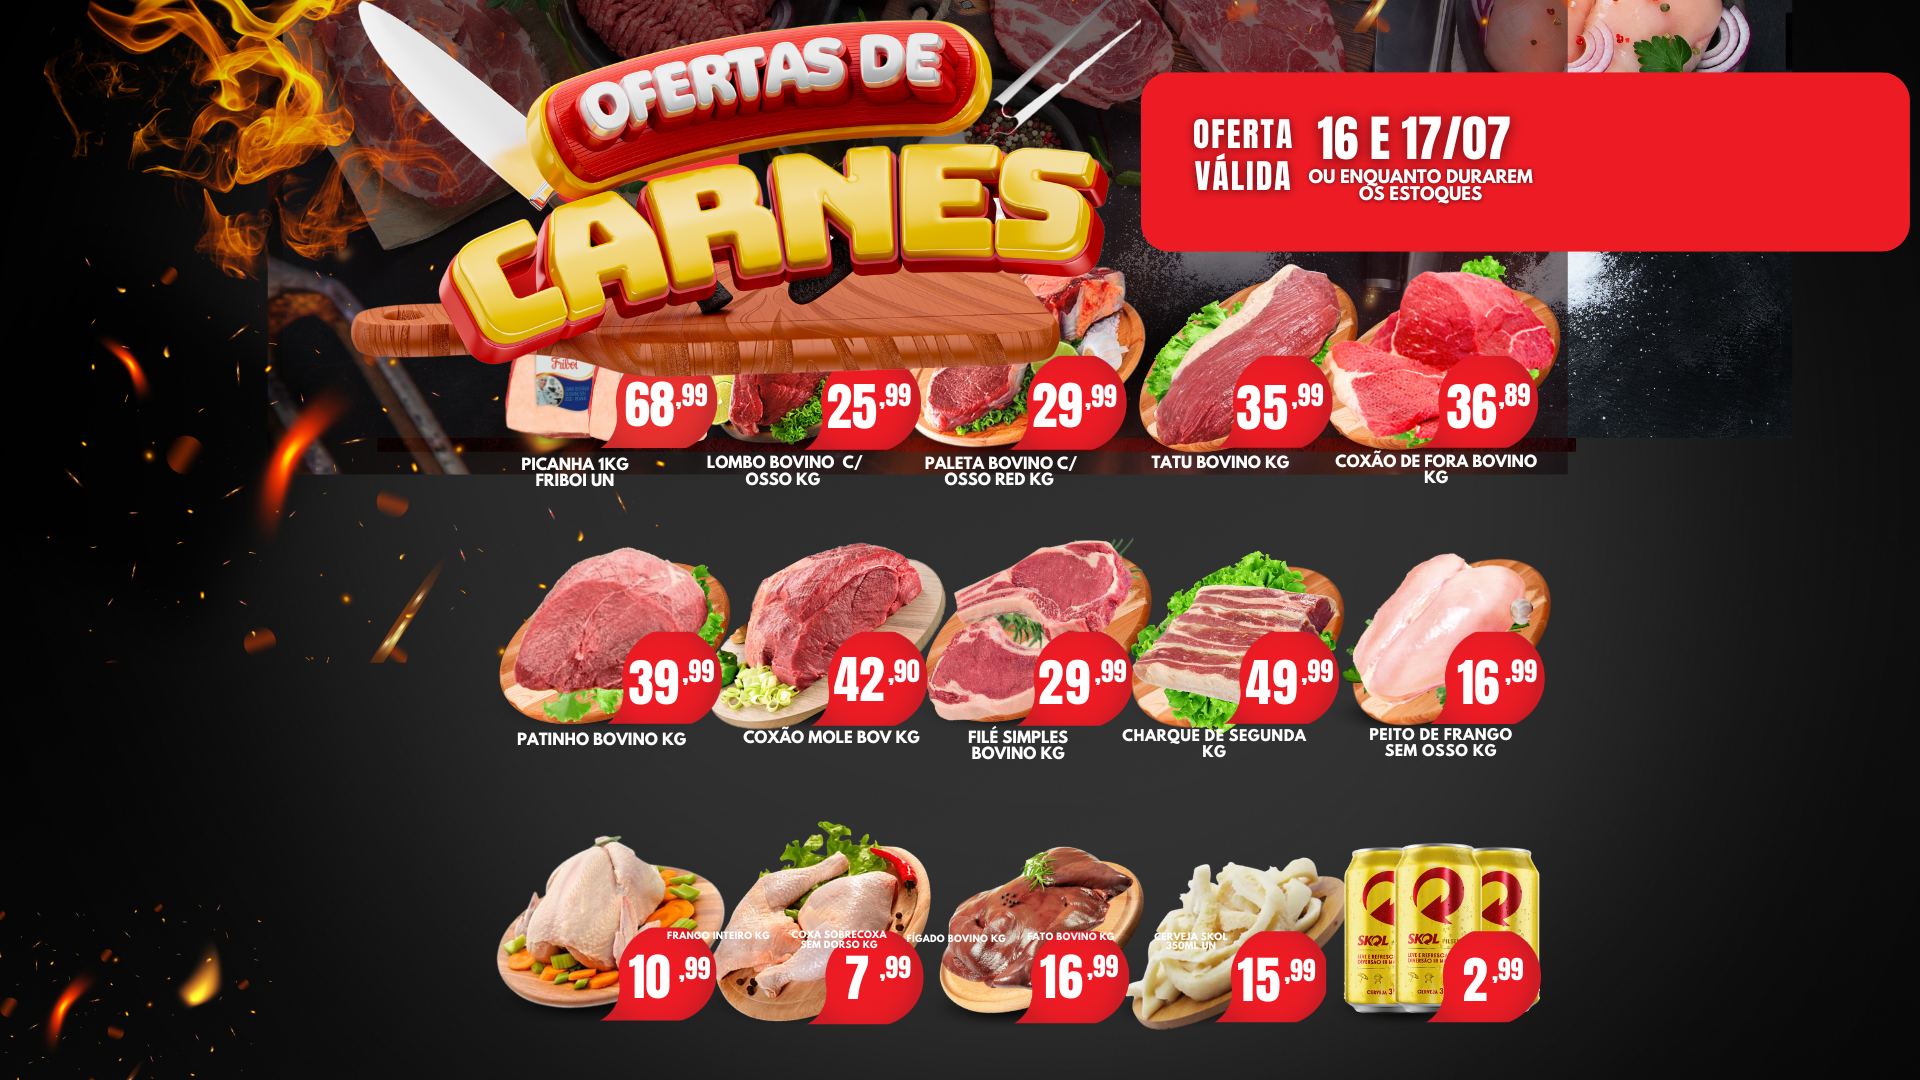 OFERTAS DE
CARNES
OFERTA
VÁLIDA
16 E 17/07
OU ENQUANTO DURAREM
OS ESTOQUES
Friboi
68,99
25,99
29,99
35,99
36,89
PICANHA 1KG
FRIBOI UN
LOMBO BOVINO C/
OSSO KG
PALETA BOVINO C/
OSSO RED KG
TATU BOVINO KG
COXÃO DE FORA BOVINO
KG
39,99
42,90
29,99
49,99
16,99
PATINHO BOVINO KG
COXÃO MOLE BOV KG
FILÉ SIMPLES
BOVINO KG
CHARQUE DE SEGUNDA
KG
PEITO DE FRANGO
SEM OSSO KG
FRANGO INTEIRO KG
COXA SOBRECOXA
SEM DORSO KG
FÍGADO BOVINO KG
FATO BOVINO KG
CERVEJA SKOL
350ML UN
SKOL
SKOL
10,99
7,99
16,99
15,99
2,99